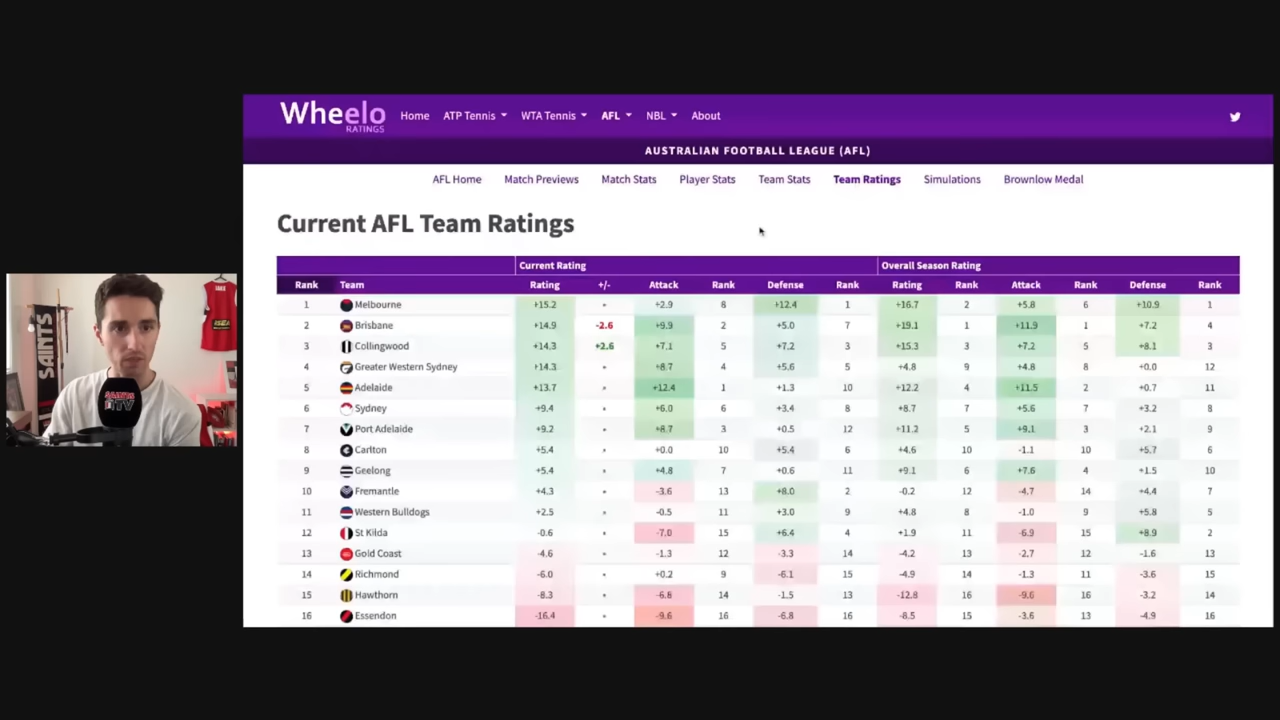 Wheelo
RATINGS
Home ATP Tennis WTA Tennis AFL NBL About
AUSTRALIAN FOOTBALL LEAGUE (AFL)
AFL Home Match Previews Match Stats Player Stats Team Stats Team Ratings Simulations Brownlow Medal
Current AFL Team Ratings
Current Rating Overall Season Rating
Rank Team Rating +/- Attack Rank Defense Rank Rating Rank Attack Rank Defense Rank
1 Melbourne +15.2 - +2.9 8 +12.4 1 +16.7 2 +5.8 6 +10.9 1
2 Brisbane +14.9 -2.6 +9.9 2 +5.0 7 +19.1 1 +11.9 1 +7.2 4
3 Collingwood +14.3 +2.6 +7.1 5 +7.2 3 +15.3 3 +7.2 5 +8.1 3
4 Greater Western Sydney +14.3 - +8.7 4 +5.6 5 +4.8 9 +4.8 8 +0.0 12
5 Adelaide +13.7 - +12.4 1 +1.3 10 +12.2 4 +11.5 2 +0.7 11
6 Sydney +9.4 - +6.0 6 +3.4 8 +8.7 7 +5.6 7 +3.2 8
7 Port Adelaide +9.2 - +8.7 3 +0.5 12 +11.2 5 +9.1 3 +2.1 9
8 Carlton +5.4 - +0.0 10 +5.4 6 +4.6 10 -1.1 10 +5.7 6
9 Geelong +5.4 - +4.8 7 +0.6 11 +9.1 6 +7.6 4 +1.5 10
10 Fremantle +4.3 - -3.6 13 +8.0 2 -0.2 12 -4.7 14 +4.4 7
11 Western Bulldogs +2.5 - -0.5 11 +3.0 9 +4.8 8 -1.0 9 +5.8 5
12 St Kilda -0.6 - -7.0 15 +6.4 4 +1.9 11 -6.9 15 +8.9 2
13 Gold Coast -4.6 - -1.3 12 -3.3 14 -4.2 13 -2.7 12 -1.6 13
14 Richmond -6.0 - +0.2 9 -6.1 15 -4.9 14 -1.3 11 -3.6 15
15 Hawthorn -8.3 - -6.8 14 -1.5 13 -12.8 16 -9.6 16 -3.2 14
16 Essendon -16.4 - -9.6 16 -6.8 16 -8.5 15 -3.6 13 -4.9 16
SAINTS
SAINTS
TV